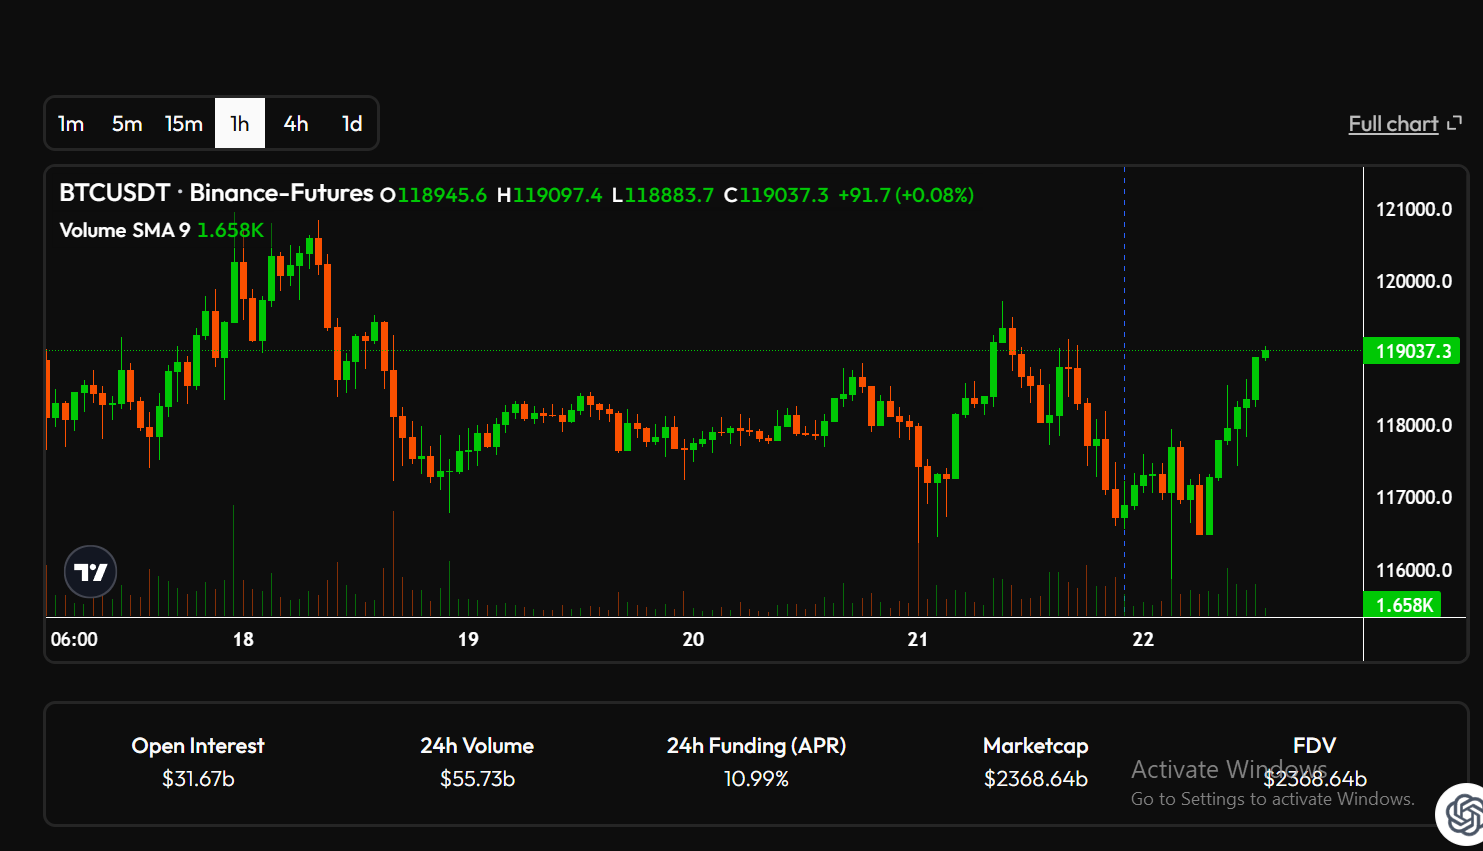 1m 5m 15m 1h 4h 1d
Full chart
BTCUSDT · Binance-Futures O118945.6 H119097.4 L118883.7 C119037.3 +91.7 (+0.08%)
Volume SMA 9 1.658K
121000.0
120000.0
119037.3
118000.0
117000.0
116000.0
1.658K
06:00 18 19 20 21 22
Open Interest 24h Volume 24h Funding (APR) Marketcap FDV
$31.67b $55.73b 10.99% $2368.64b $2368.64b
Activate Windows
Go to Settings to activate Windows.